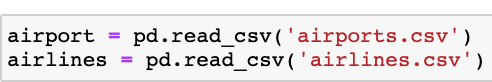 airport = pd.read_csv('airports.csv')
airlines = pd.read_csv('airlines.csv')